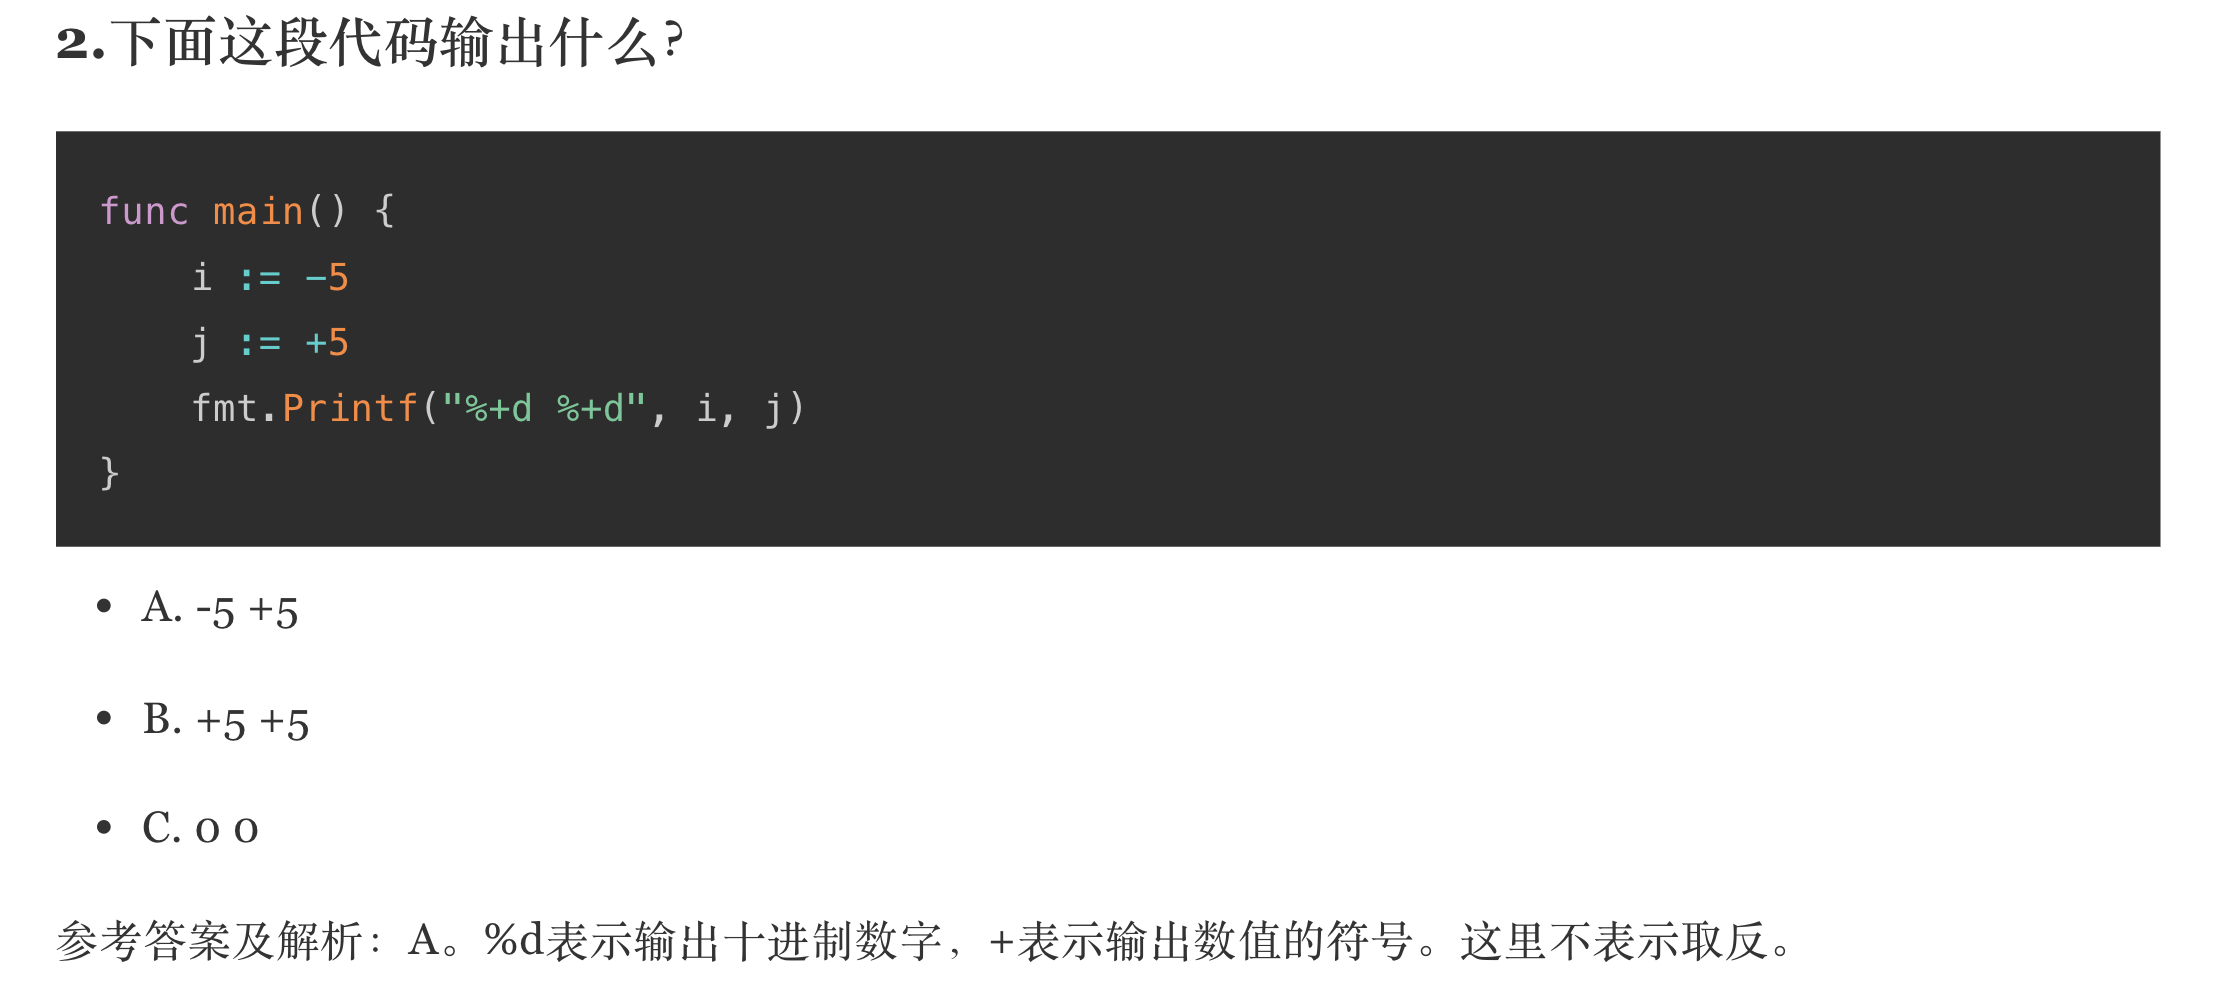 2.下面这段代码输出什么?
func main() {
    i := -5
    j := +5
    fmt.Printf("%+d %+d", i, j)
}
• A. -5 +5
• B. +5 +5
• C. 0 0
参考答案及解析：A。%d表示输出十进制数字，+表示输出数值的符号。这里不表示取反。